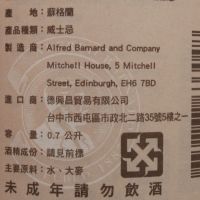 產　　地：蘇格蘭
產品種類：威士忌
製 造 商：Alfred Barnard and Company
Mitchell House, 5 Mitchell
Street, Edinburgh, EH6 7BD
進 口 商：德興昌貿易有限公司
台中市西屯區市政北二路35號5樓之一
容　　量：0.7 公升
酒精成份：請見前標
主要原料：水、大麥
未成年請勿飲酒